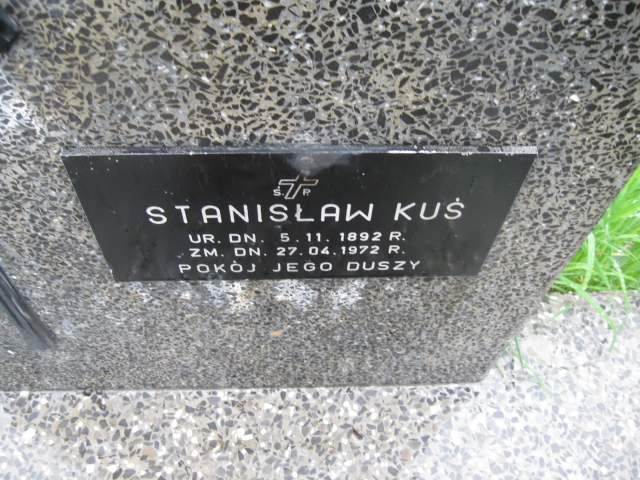 Ś. P.
STANISŁAW KUŚ
UR. DN. 5.11.1892 R.
ZM. DN. 27.04.1972 R.
POKÓJ JEGO DUSZY